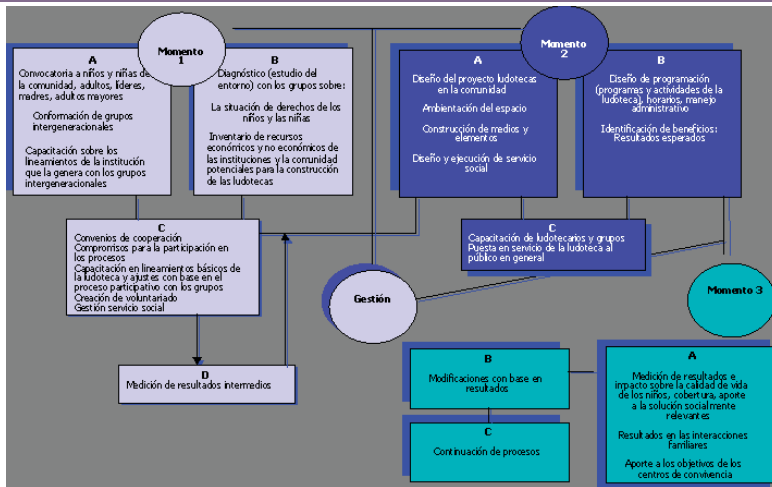 Momento
1
A
Convocatoria a niños y niñas de
la comunidad, adultos, líderes,
madres, adultos mayores
Conformación de grupos
intergeneracionales
Capacitación sobre los
lineamientos de la institución
que la genera con los grupos
intergeneracionales
B
Diagnóstico (estudio del
entorno) con los grupos sobre:
La situación de derechos de los
niños y las niñas
Inventario de recursos
económicos y no económicos de
las instituciones y la comunidad
potenciales para la construcción
de las ludotecas
C
Convenios de cooperación
Compromisos para la participación en
los procesos
Capacitación en lineamientos básicos de
la ludoteca y ajustes con base en el
proceso participativo con los grupos
Creación de voluntariado
Gestión servicio social
D
Medición de resultados intermedios
Momento
2
A
Diseño del proyecto ludotecas en
la comunidad
Ambientación del espacio
Construcción de medios y
elementos
Diseño y ejecución de servicio
social
B
Diseño de programación
(programas y actividades de la
ludoteca), horarios, manejo
administrativo
Identificación de beneficios:
Resultados esperados
C
Capacitación de ludotecarios y grupos
Puesta en servicio de la ludoteca al
público en general
Gestión
Momento 3
A
Medición de resultados e
impacto sobre la calidad de vida
de los niños, cobertura, aporte
a la solución socialmente
relevantes
Resultados en las interacciones
familiares
Aporte a los objetivos de los
centros de convivencia
B
Modificaciones con base en
resultados
C
Continuación de procesos